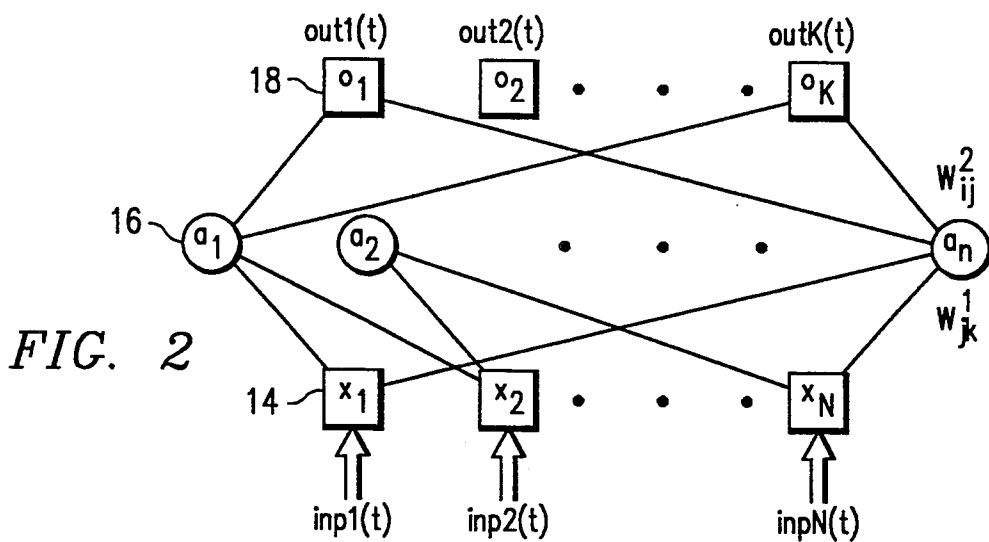 out1(t) out2(t) outK(t)
18 o1 o2 oK
W²ij
16 a1 a2 an
W¹jk
FIG. 2
14 x1 x2 xN
inp1(t) inp2(t) inpN(t)